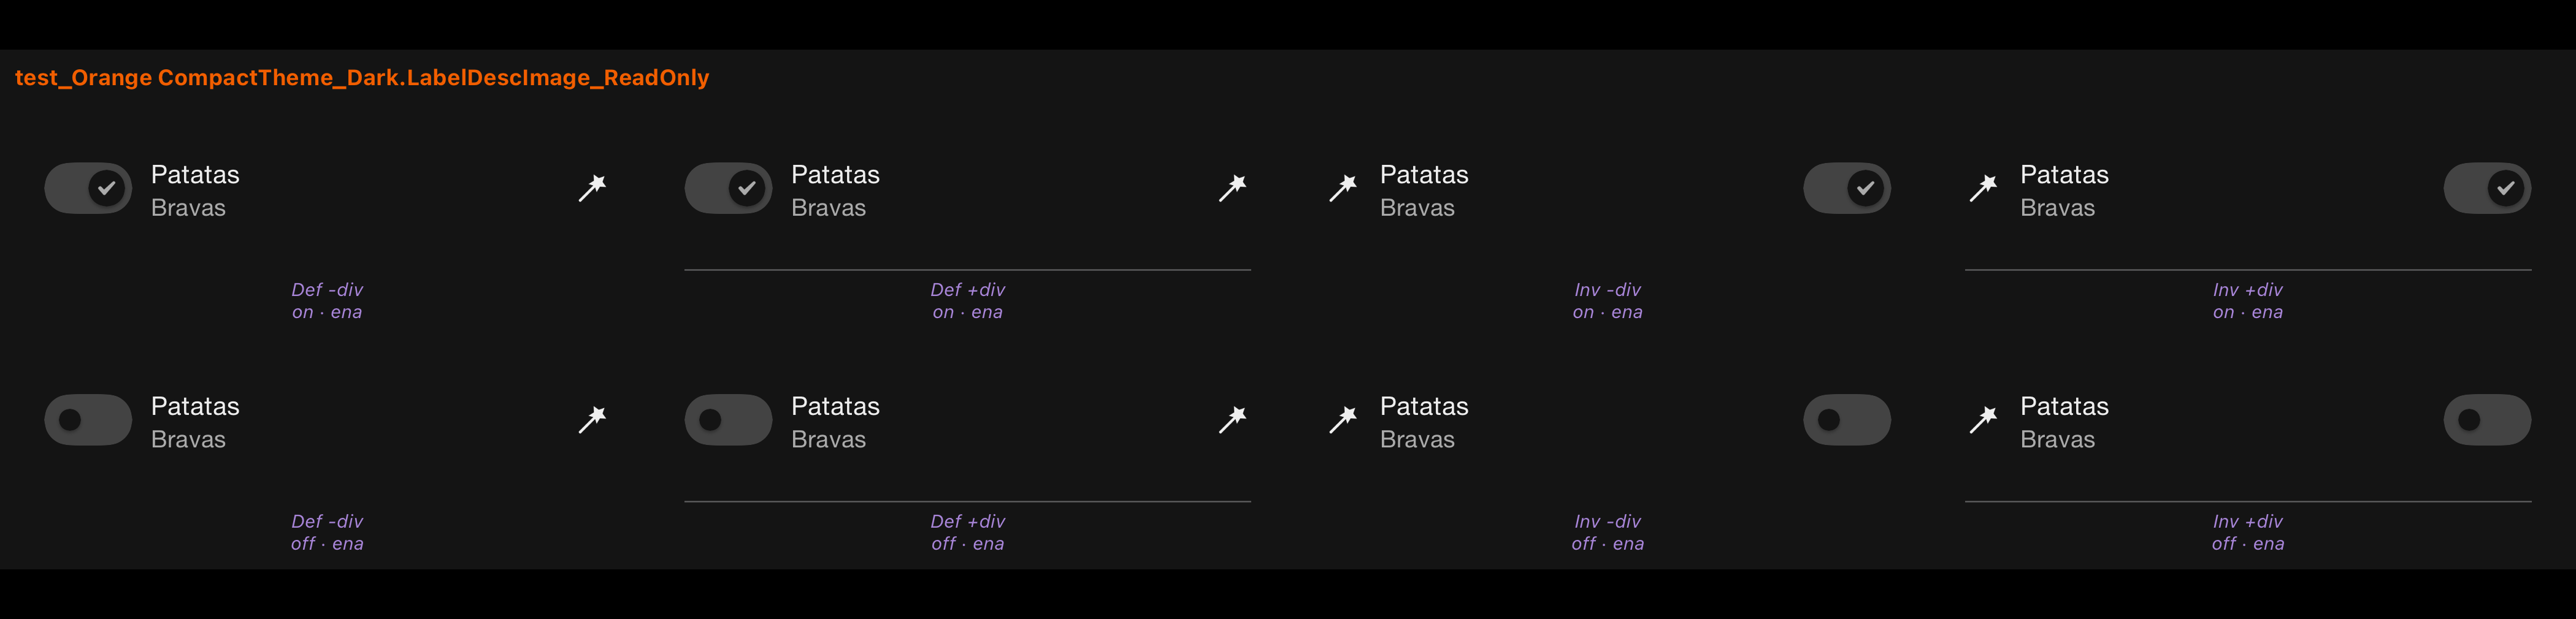 test_Orange CompactTheme_Dark.LabelDescImage_ReadOnly
Patatas
Bravas
Patatas
Bravas
Patatas
Bravas
Patatas
Bravas
Def -div
on · ena
Def +div
on · ena
Inv -div
on · ena
Inv +div
on · ena
Patatas
Bravas
Patatas
Bravas
Patatas
Bravas
Patatas
Bravas
Def -div
off · ena
Def +div
off · ena
Inv -div
off · ena
Inv +div
off · ena